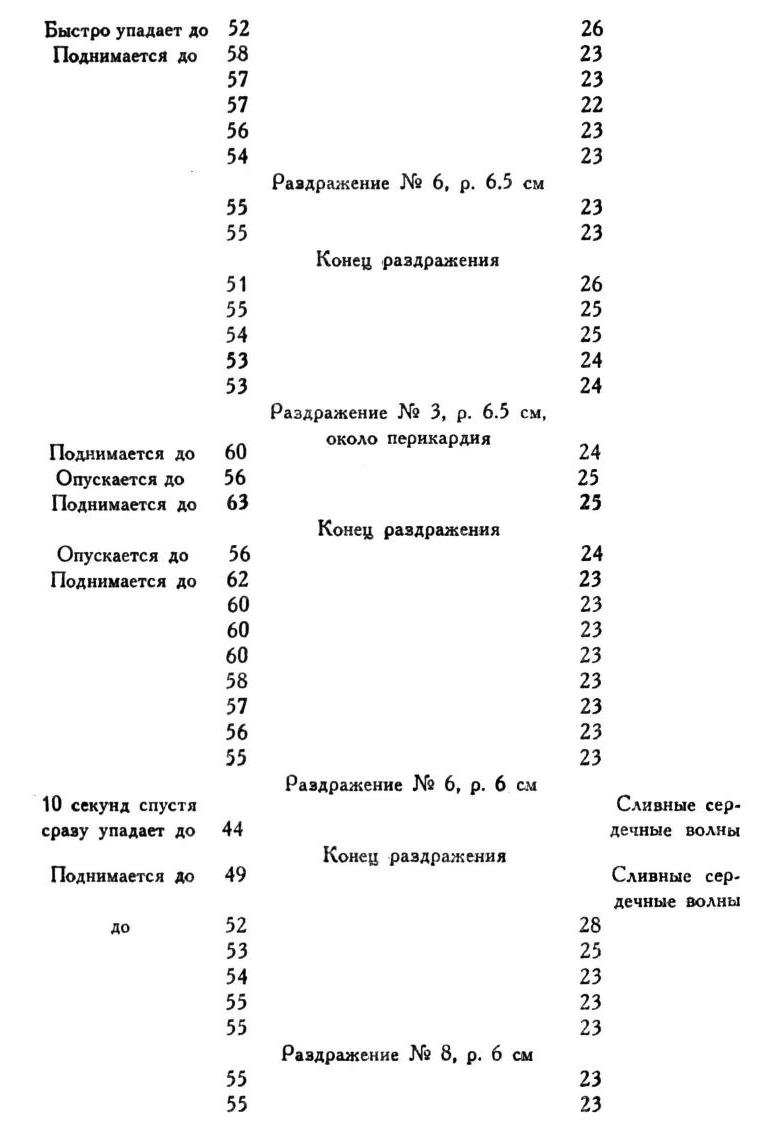 Быстро упадает до 52 26
Поднимается до 58 23
57 23
57 22
56 23
54 23
Раздражение № 6, р. 6.5 см
55 23
55 23
Конец раздражения
51 26
55 25
54 25
53 24
53 24
Раздражение № 3, р. 6.5 см,
около перикардия
Поднимается до 60 24
Опускается до 56 25
Поднимается до 63 25
Конец раздражения
Опускается до 56 24
Поднимается до 62 23
60 23
60 23
60 23
58 23
57 23
56 23
55 23
Раздражение № 6, р. 6 см
10 секунд спустя Сливные сер-
сразу упадает до 44 дечные волны
Конец раздражения
Поднимается до 49 Сливные сер-
дечные волны
до 52 28
53 25
54 23
55 23
55 23
Раздражение № 8, р. 6 см
55 23
55 23